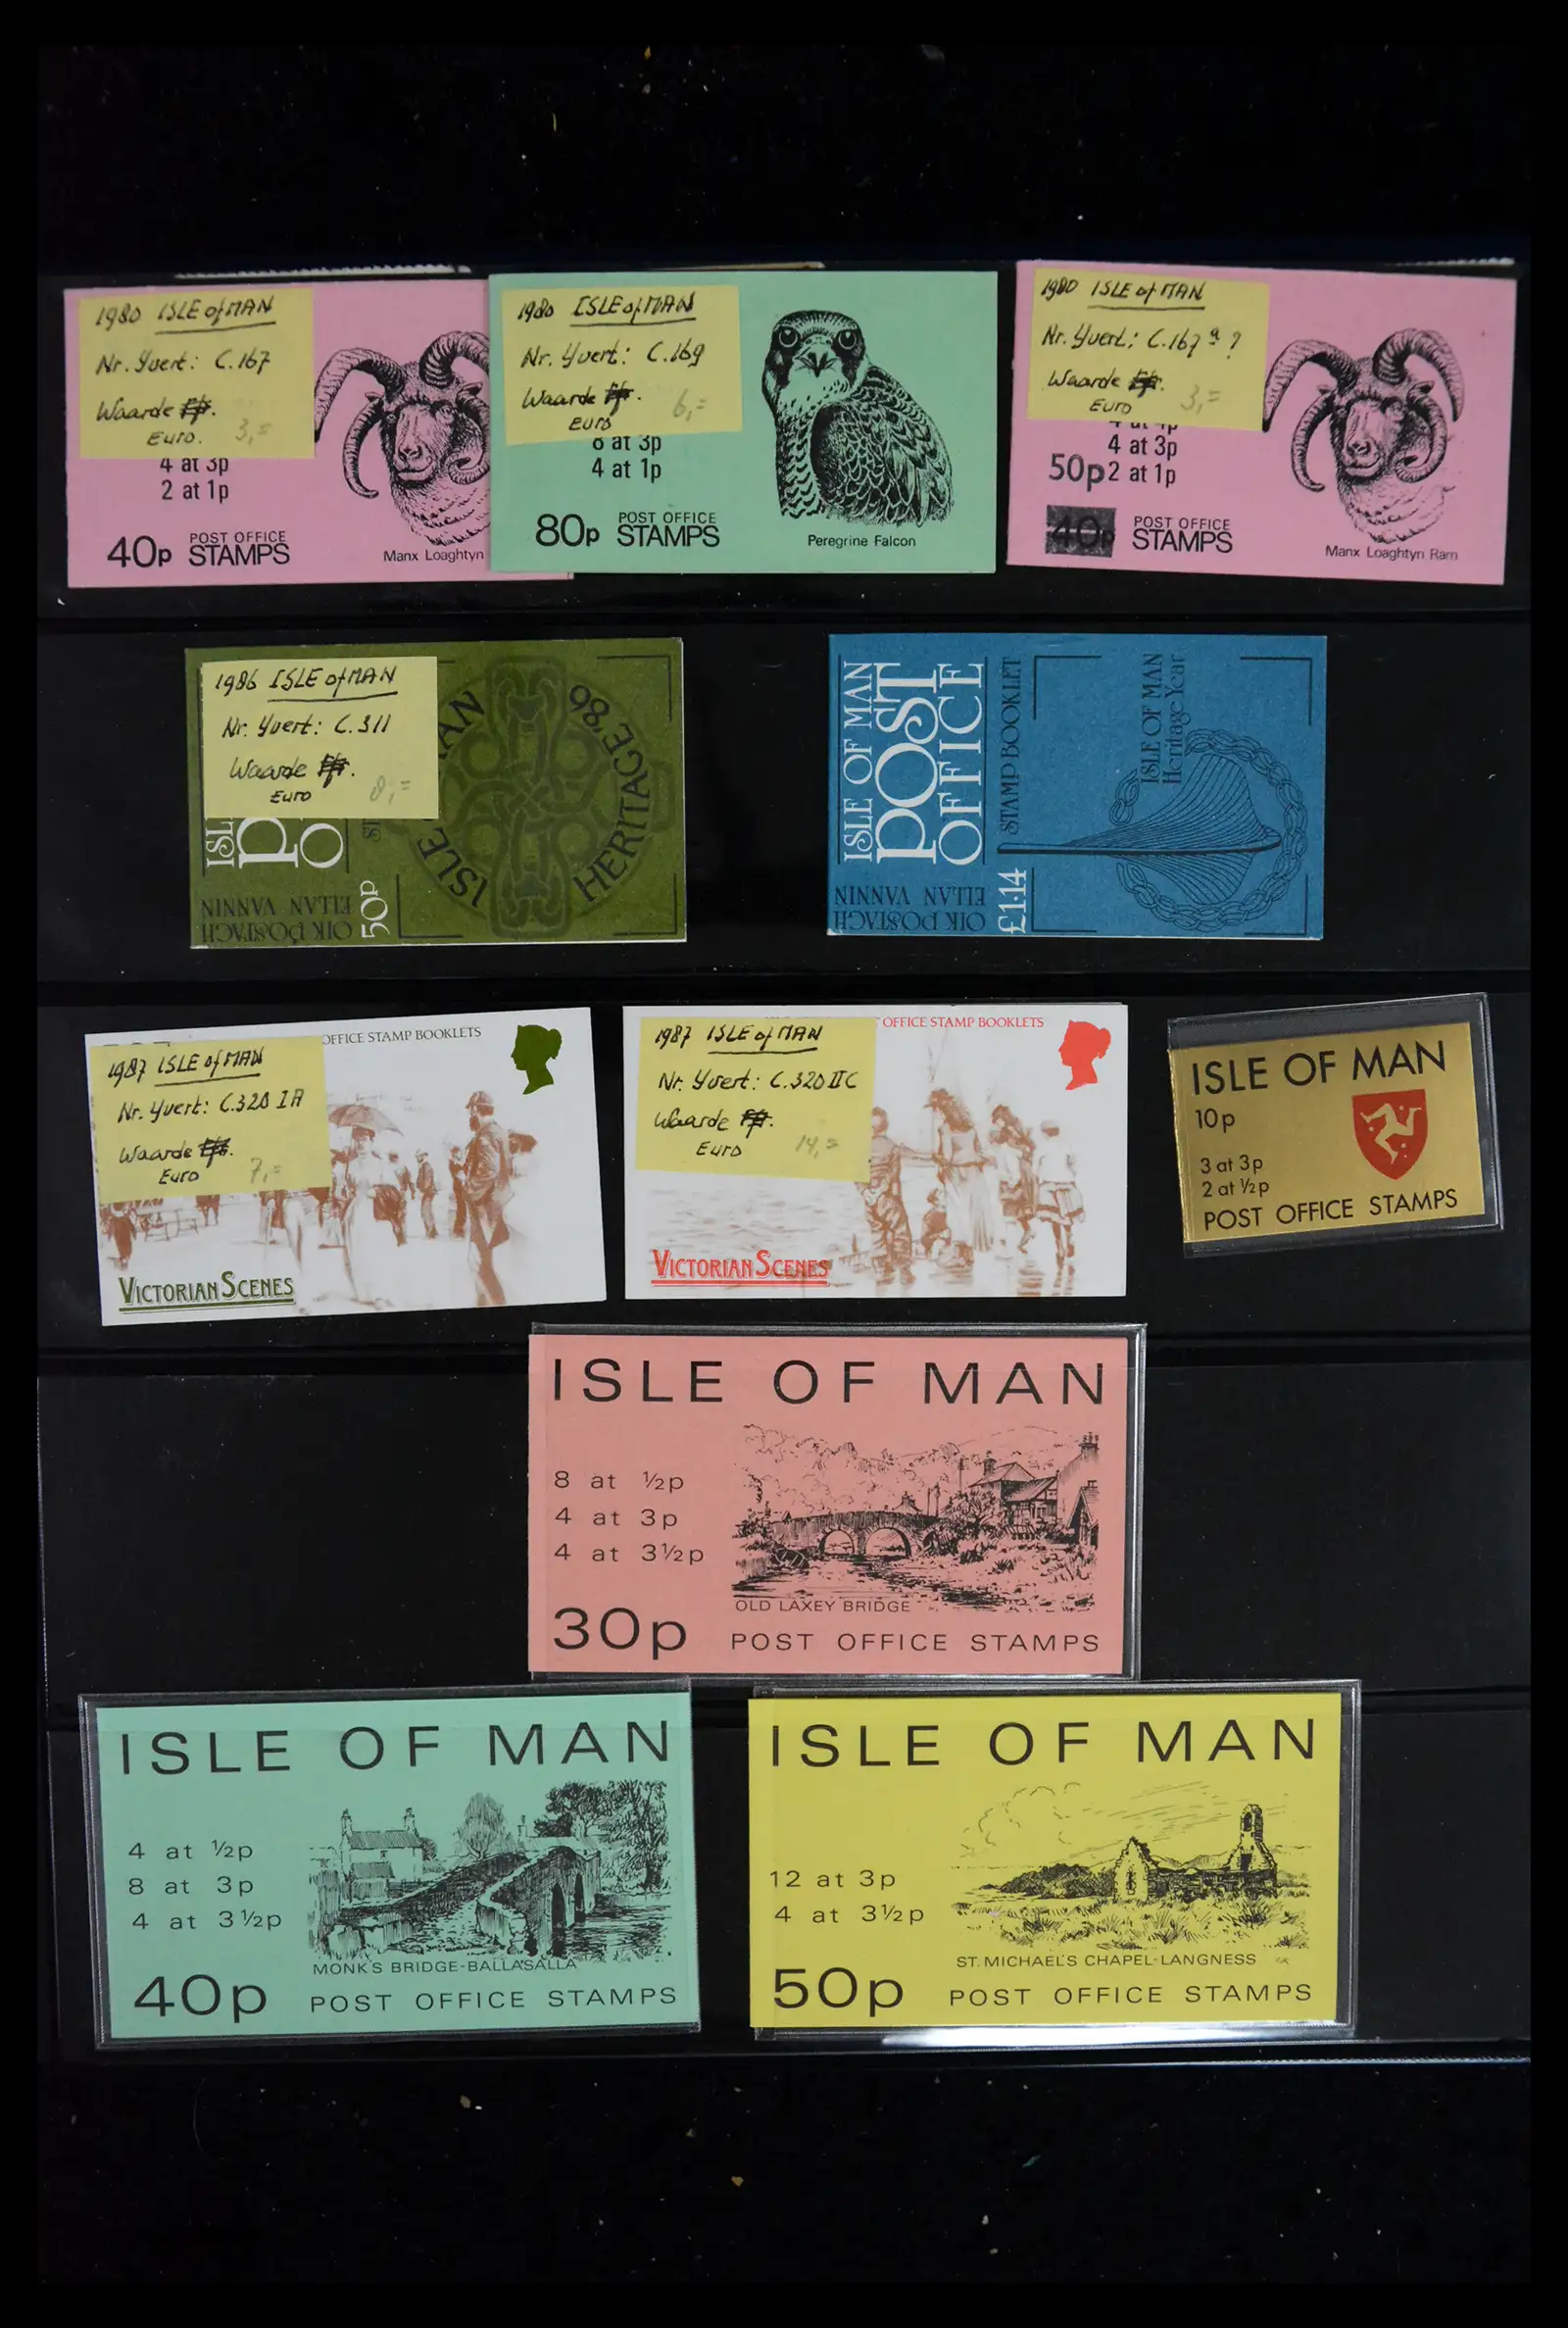 1980 ISLE of MAN
Nr. Yvert: C.167
Waarde Ffr.
Euro. 3,=
4 at 3p
2 at 1p
40p POST OFFICE
STAMPS
Manx Loaghtyn
1980 ISLE of MAN
Nr. Yvert: C.169
Waarde Ffr.
Euro 6,=
at 3p
4 at 1p
80p POST OFFICE
STAMPS
Peregrine Falcon
1980 ISLE of MAN
Nr. Yvert: C.167 a ?
Waarde Ffr.
Euro 3,=
4 at 4p
4 at 3p
50p 2 at 1p
40p POST OFFICE
STAMPS
Manx Loaghtyn Ram
1986 ISLE of MAN
Nr. Yvert: C.311
Waarde Ffr.
Euro 8,=
ISL
P
O
ST
OIK POSTAGH
ELLAN VANNIN
50p
ISLE MAN
HERITAGE '86
ISLE OF MAN
POST
OFFICE
STAMP BOOKLET
OIK POSTAGH
ELLAN VANNIN
£1.14
ISLE OF MAN
Heritage Year
OFFICE STAMP BOOKLETS
1987 ISLE of MAN
Nr. Yvert: C.320 IA
Waarde Ffr.
Euro 7,=
VICTORIAN SCENES
OFFICE STAMP BOOKLETS
1987 ISLE of MAN
Nr. Yvert: C.320 IIC
Waarde Ffr.
Euro 14,=
VICTORIAN SCENES
ISLE OF MAN
10p
3 at 3p
2 at ½p
POST OFFICE STAMPS
ISLE OF MAN
8 at ½p
4 at 3p
4 at 3½p
OLD LAXEY BRIDGE
30p POST OFFICE STAMPS
ISLE OF MAN
4 at ½p
8 at 3p
4 at 3½p
MONK'S BRIDGE-BALLASALLA
40p POST OFFICE STAMPS
ISLE OF MAN
12 at 3p
4 at 3½p
ST. MICHAEL'S CHAPEL-LANGNESS
50p POST OFFICE STAMPS